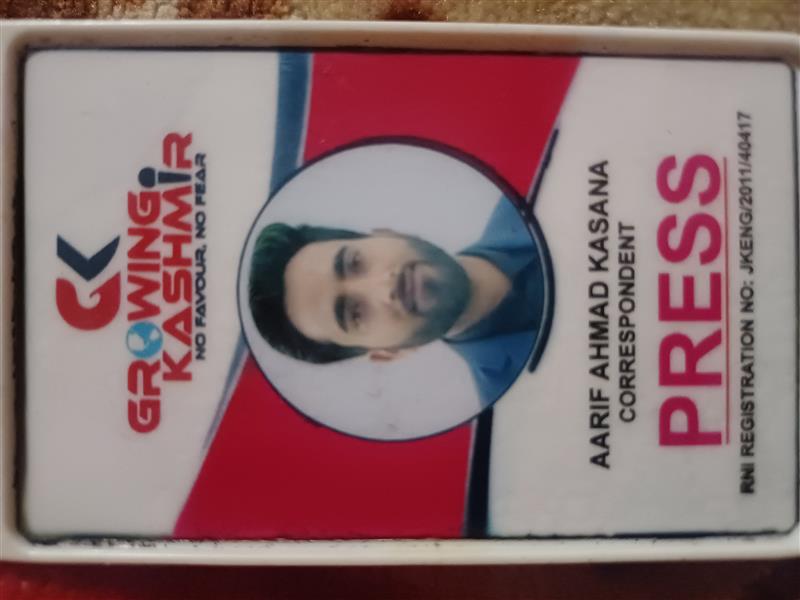 GK
GROWING
KASHMIR
NO FAVOUR, NO FEAR
AARIF AHMAD KASANA
CORRESPONDENT
PRESS
RNI REGISTRATION NO: JKENG/2011/40417